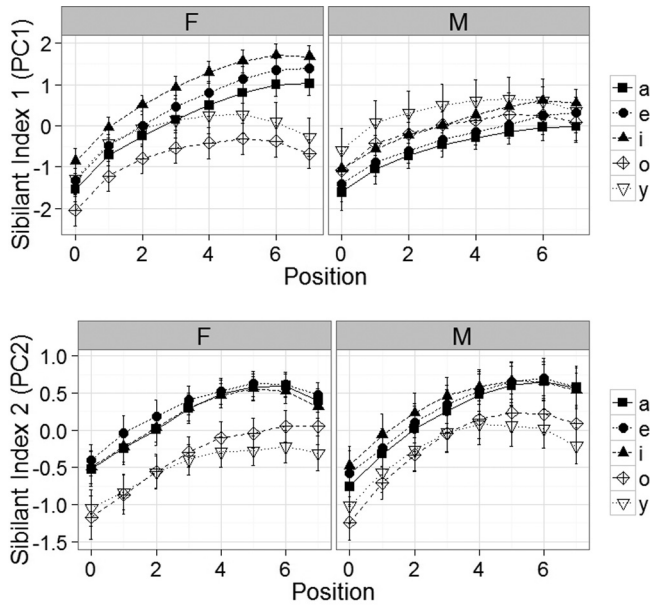 F M
Sibilant Index 1 (PC1)
2
1
0
-1
-2
0 2 4 6 0 2 4 6
Position
a
e
i
o
y
F M
Sibilant Index 2 (PC2)
1.0
0.5
0.0
-0.5
-1.0
-1.5
0 2 4 6 0 2 4 6
Position
a
e
i
o
y